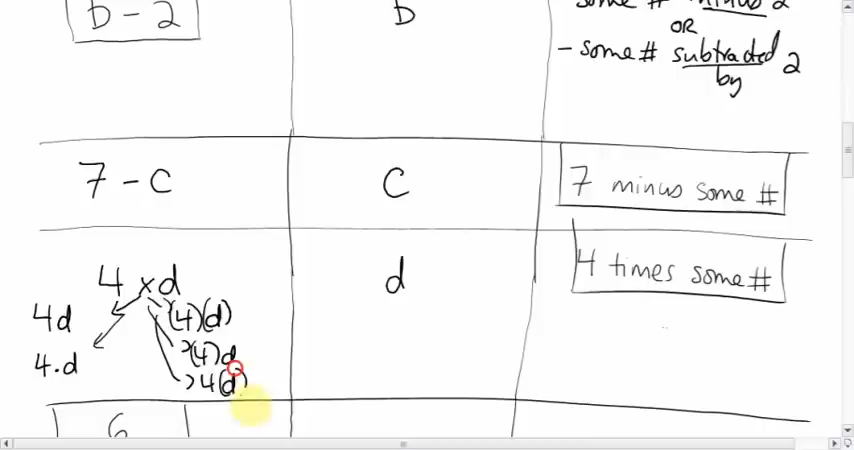 b - 2
b
some # minus 2
OR
- some # subtracted 2
by
7 - c
c
7 minus some #
4 x d
d
4 times some #
4d
(4)(d)
(4)d
4.d
4(d)
6